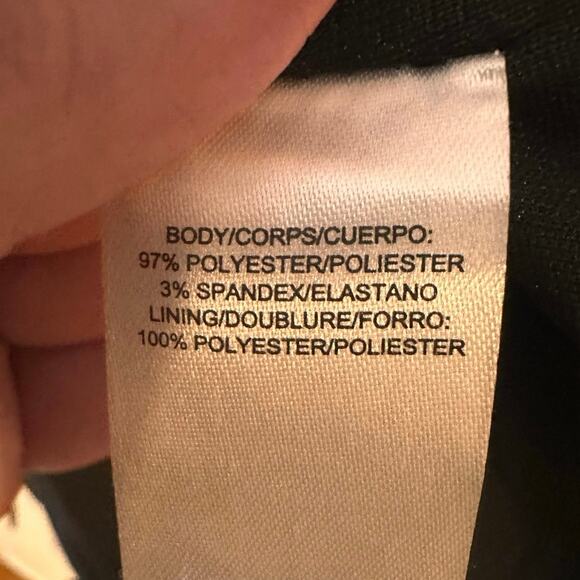 BODY/CORPS/CUERPO:
97% POLYESTER/POLIESTER
3% SPANDEX/ELASTANO
LINING/DOUBLURE/FORRO:
100% POLYESTER/POLIESTER